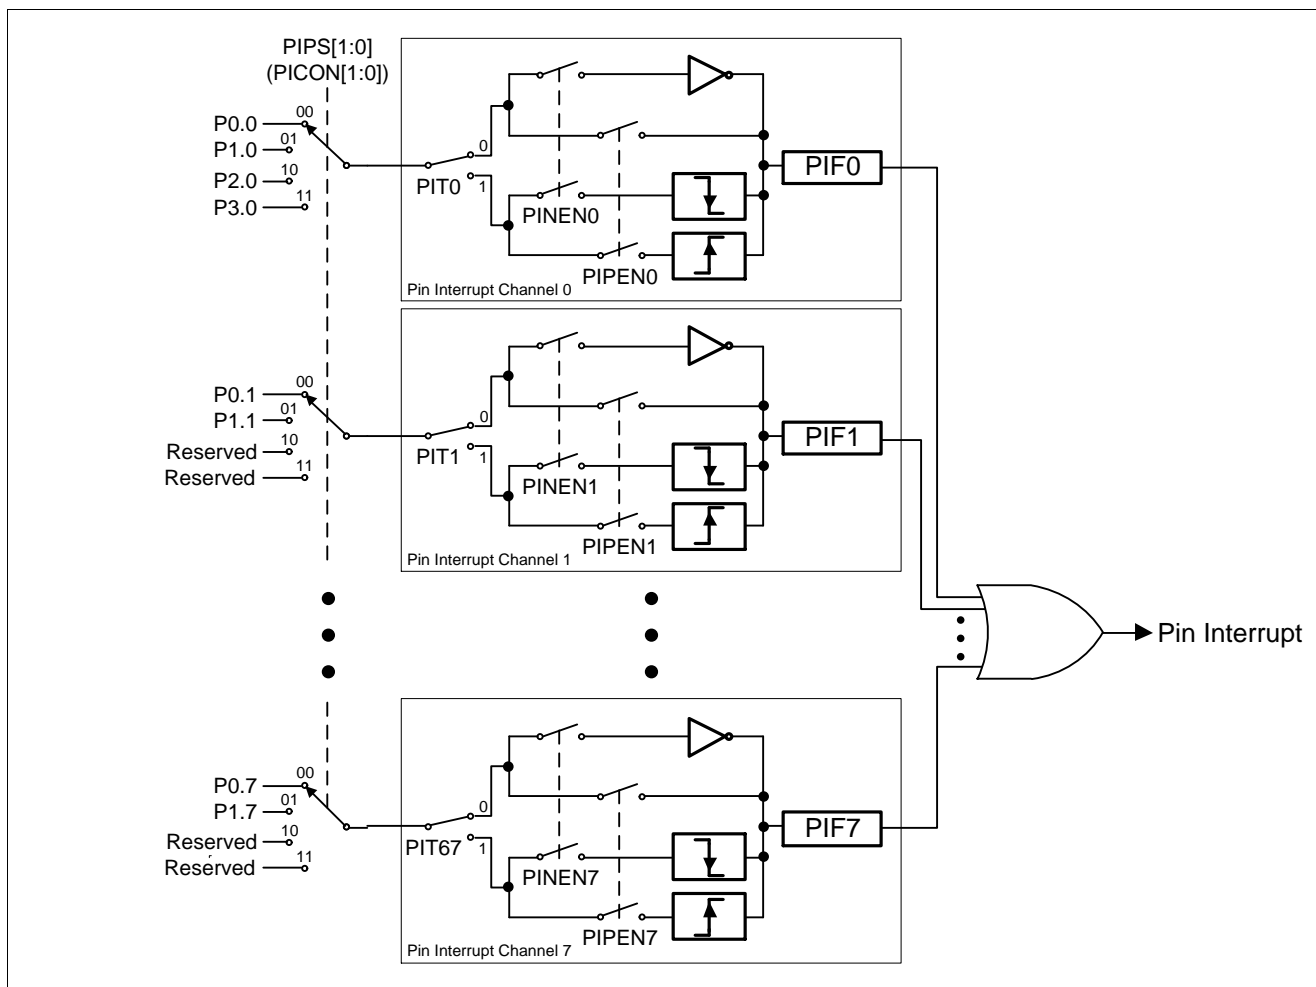 PIPS[1:0]
(PICON[1:0])
00
P0.0
01
P1.0
10
P2.0
11
P3.0
0
PIT0
1
PINEN0
PIPEN0
PIF0
Pin Interrupt Channel 0
00
P0.1
01
P1.1
10
Reserved
11
Reserved
0
PIT1
1
PINEN1
PIPEN1
PIF1
Pin Interrupt Channel 1
Pin Interrupt
00
P0.7
01
P1.7
10
Reserved
11
Reserved
0
PIT67
1
PINEN7
PIPEN7
PIF7
Pin Interrupt Channel 7